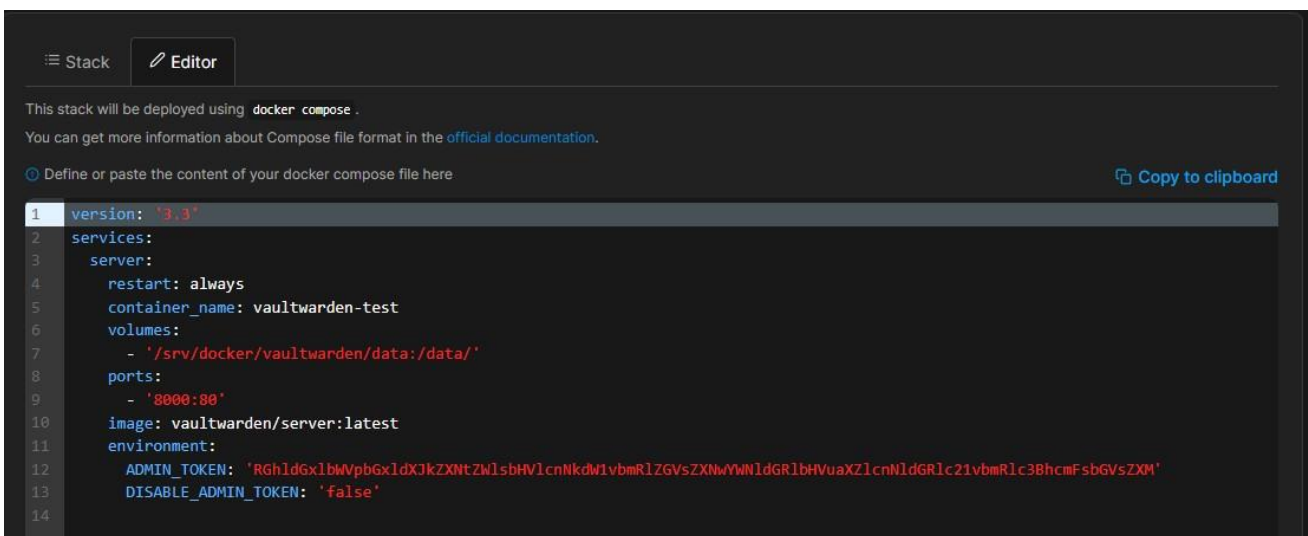 Stack Editor
This stack will be deployed using docker compose .
You can get more information about Compose file format in the official documentation.
Define or paste the content of your docker compose file here Copy to clipboard
1 version: '3.3'
2 services:
3   server:
4     restart: always
5     container_name: vaultwarden-test
6     volumes:
7       - '/srv/docker/vaultwarden/data:/data/'
8     ports:
9       - '8000:80'
10     image: vaultwarden/server:latest
11     environment:
12       ADMIN_TOKEN: 'RGhldGxlbWVpbGxldXJkZXNtZWlsbHVlcnNkdW1vbmRlZGVsZXNwYWNldGRlbHVuaXZlcnNldGRlc21vbmRlc3BhcmFsbGVsZXM'
13       DISABLE_ADMIN_TOKEN: 'false'
14